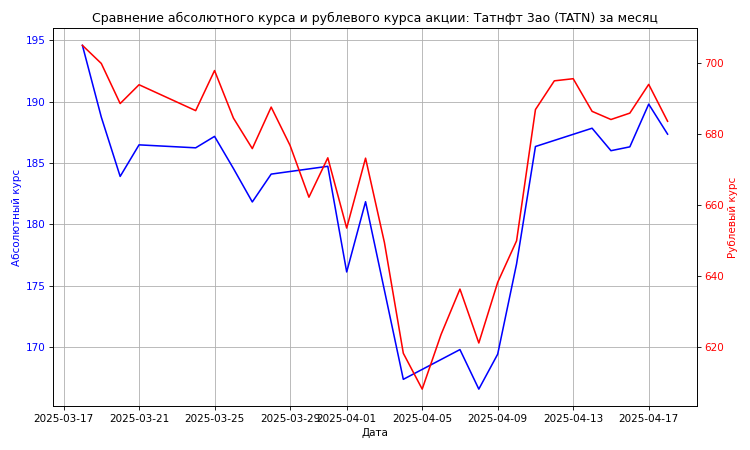 Сравнение абсолютного курса и рублевого курса акции: Татнфт 3ао (TATN) за месяц
195
190
185
180
175
170
Абсолютный курс
700
680
660
640
620
Рублевый курс
2025-03-17 2025-03-21 2025-03-25 2025-03-29 2025-04-01 2025-04-05 2025-04-09 2025-04-13 2025-04-17
Дата